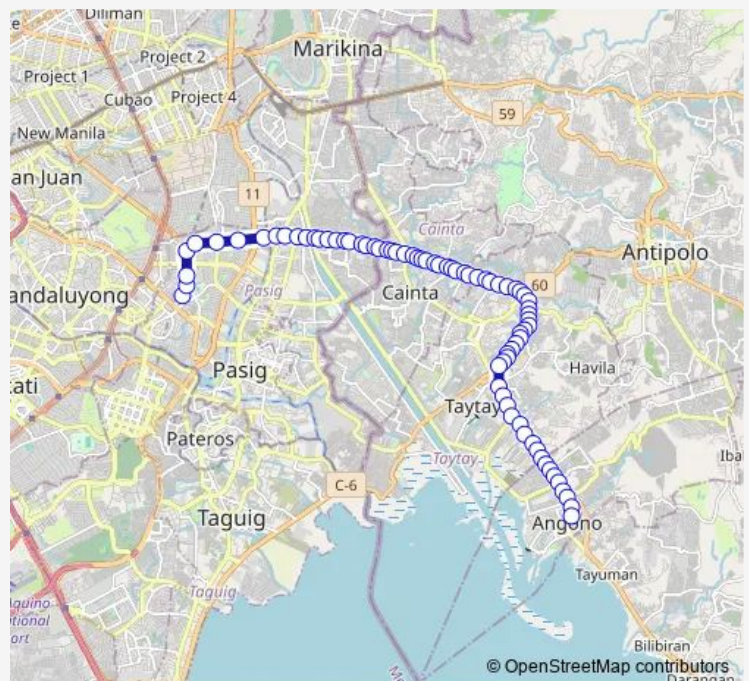 Diliman
Marikina
Project 2
Project 1
Cubao
Project 4
59
New Manila
an Juan
11
Cainta
Antipolo
60
andaluyong
Pasig
Cainta
Pasig
Havila
ati
Taytay
Pateros
Taytay
Iba
C-6
Taguig
Angono
Tayuman
Taguig
quino
ational
ort
Bilibiran
© OpenStreetMap contributors
Darangan